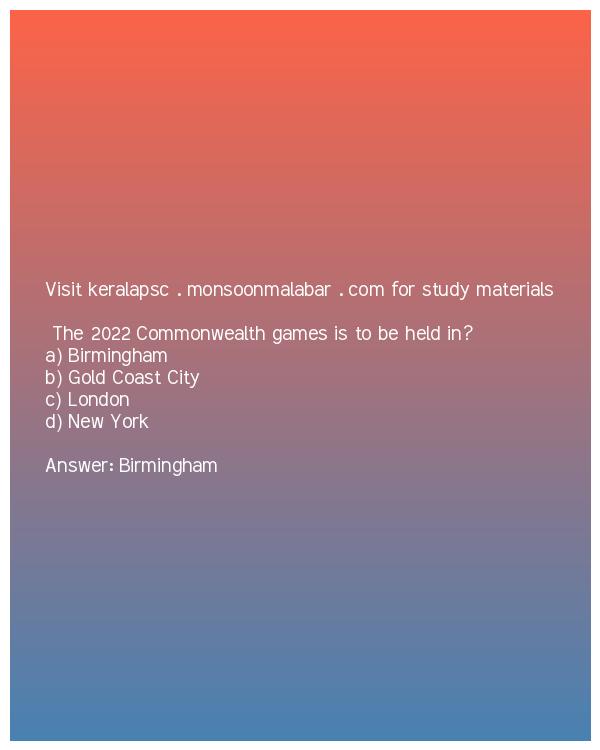 Visit keralapsc . monsoonmalabar . com for study materials
The 2022 Commonwealth games is to be held in?
a) Birmingham
b) Gold Coast City
c) London
d) New York
Answer: Birmingham